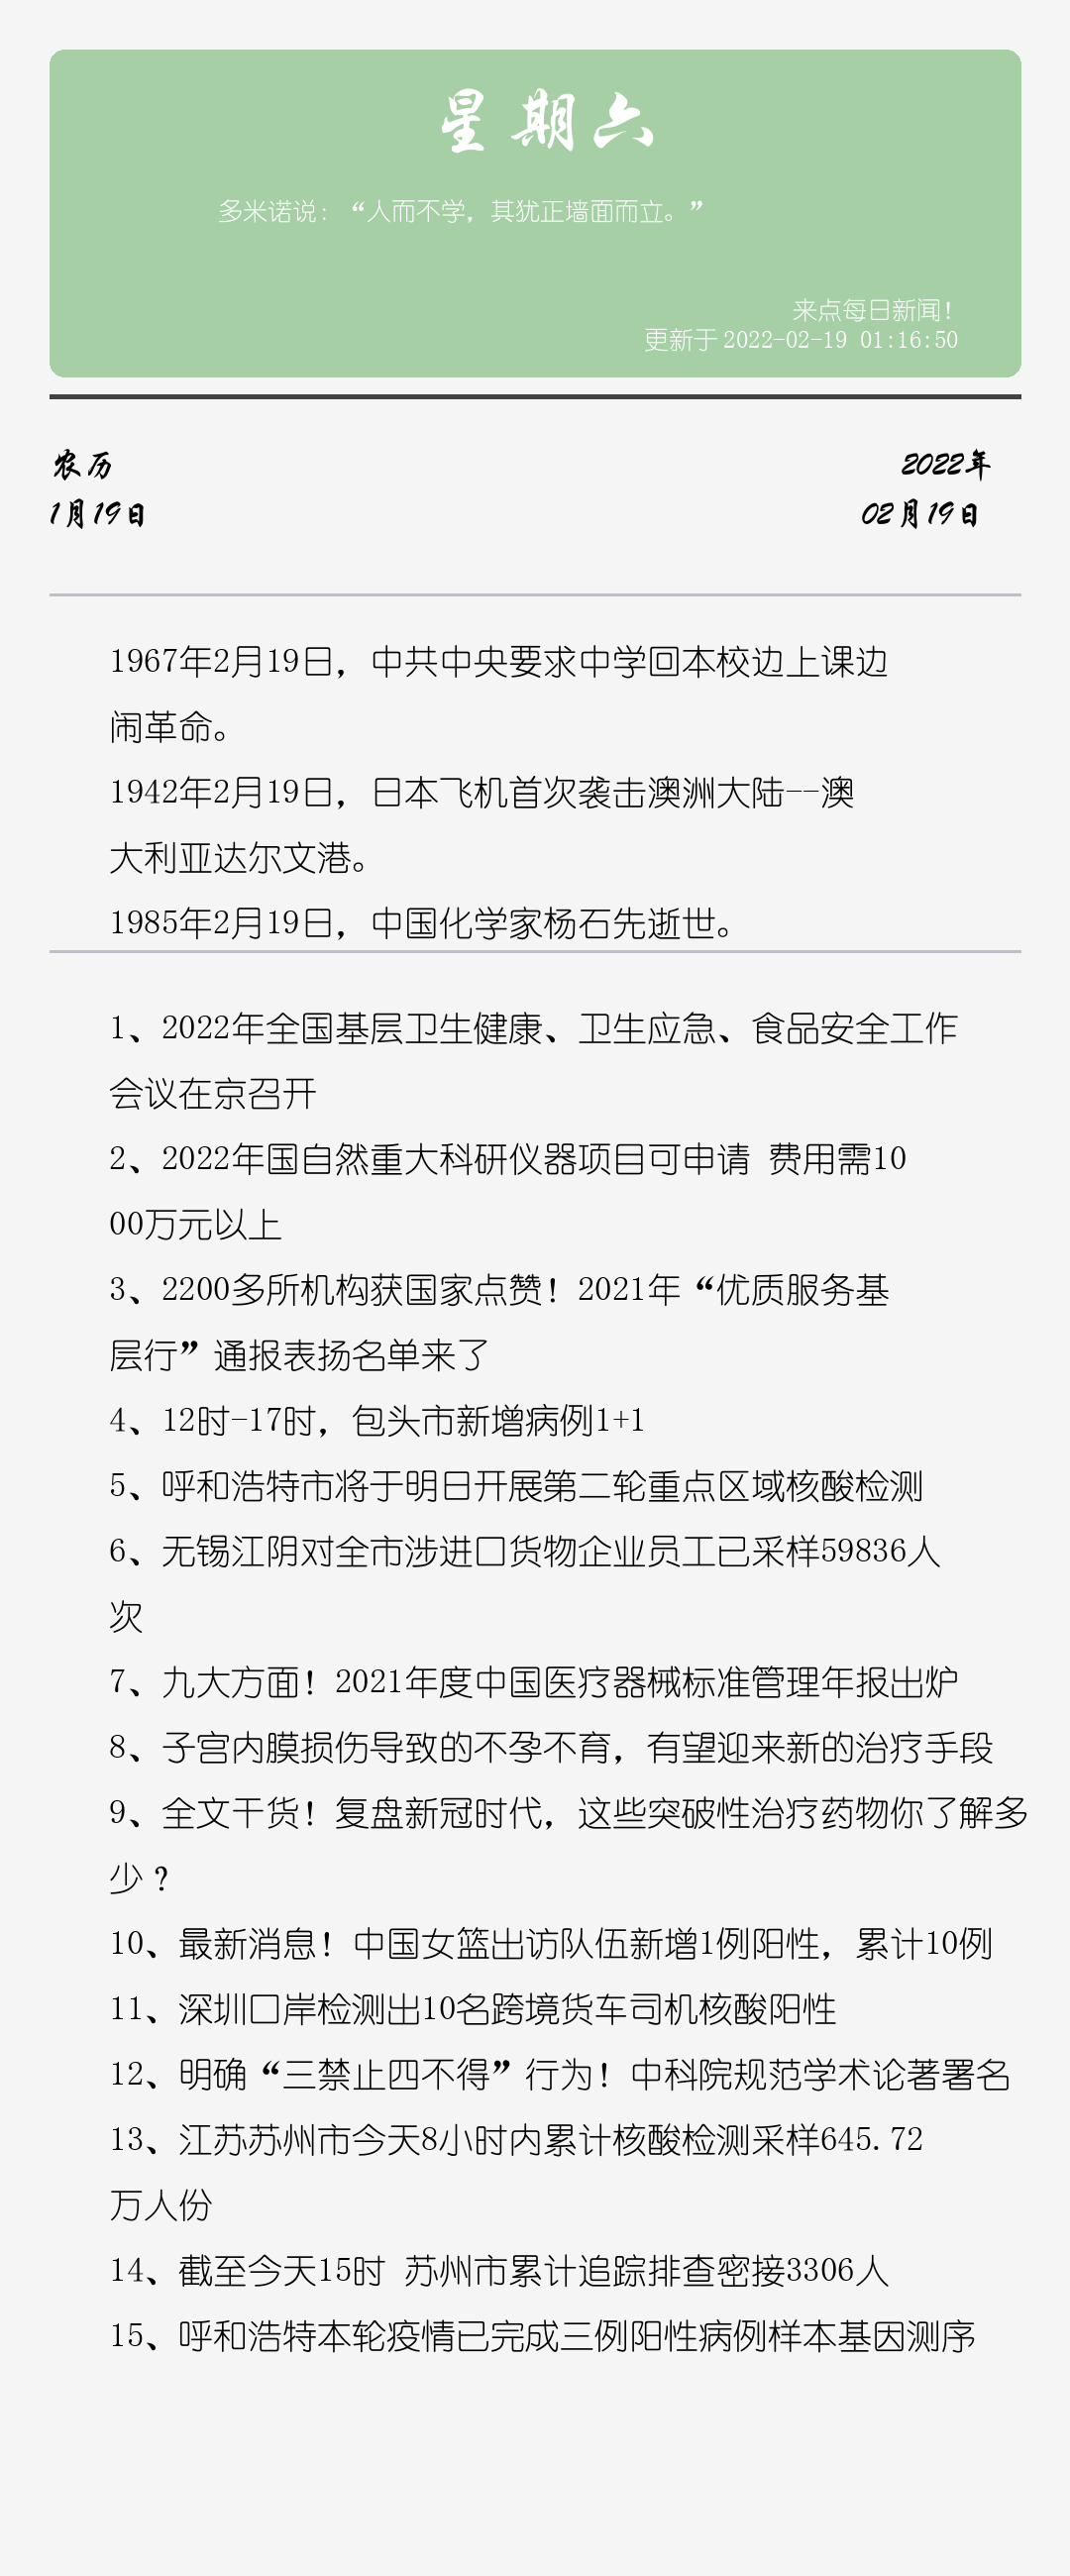 星期六
多米诺说：“人而不学，其犹正墙面而立。”
来点每日新闻！
更新于 2022-02-19 01:16:50
农历
2022年
1月19日
02月19日
1967年2月19日，中共中央要求中学回本校边上课边
闹革命。
1942年2月19日，日本飞机首次袭击澳洲大陆--澳
大利亚达尔文港。
1985年2月19日，中国化学家杨石先逝世。
1、2022年全国基层卫生健康、卫生应急、食品安全工作
会议在京召开
2、2022年国自然重大科研仪器项目可申请 费用需10
00万元以上
3、2200多所机构获国家点赞！2021年“优质服务基
层行”通报表扬名单来了
4、12时-17时，包头市新增病例1+1
5、呼和浩特市将于明日开展第二轮重点区域核酸检测
6、无锡江阴对全市涉进口货物企业员工已采样59836人
次
7、九大方面！2021年度中国医疗器械标准管理年报出炉
8、子宫内膜损伤导致的不孕不育，有望迎来新的治疗手段
9、全文干货！复盘新冠时代，这些突破性治疗药物你了解多
少？
10、最新消息！中国女篮出访队伍新增1例阳性，累计10例
11、深圳口岸检测出10名跨境货车司机核酸阳性
12、明确“三禁止四不得”行为！中科院规范学术论著署名
13、江苏苏州市今天8小时内累计核酸检测采样645.72
万人份
14、截至今天15时 苏州市累计追踪排查密接3306人
15、呼和浩特本轮疫情已完成三例阳性病例样本基因测序